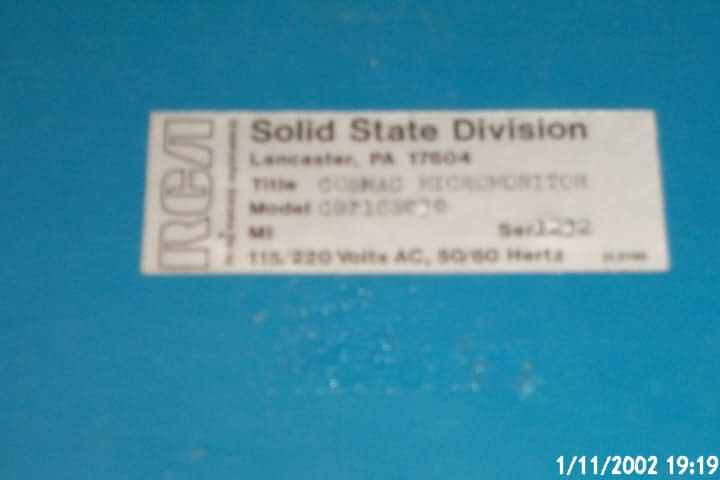 RCA
Solid State Division
Lancaster, PA 17604
Title COSMAC MICROMONITOR
Model
MI Ser.
115/220 Volts AC, 50/60 Hertz
1/11/2002 19:19